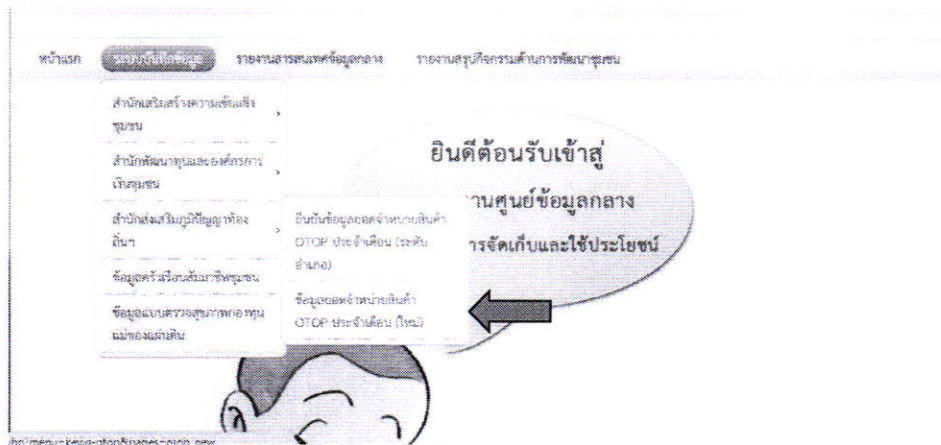 หน้าแรก ระบบบันทึกข้อมูล รายงานสารสนเทศข้อมูลกลาง รายงานสรุปกิจกรรมด้านการพัฒนาชุมชน
สำนักเสริมสร้างความเข้มแข็ง
ชุมชน
สำนักพัฒนาทุนและองค์กรการ
เงินชุมชน
สำนักส่งเสริมภูมิปัญญาท้อง
ถิ่นฯ
ข้อมูลครัวเรือนสัมมาชีพชุมชน
ข้อมูลแบบตรวจสุขภาพกองทุน
แม่ของแผ่นดิน
ยืนยันข้อมูลยอดจำหน่ายสินค้า
OTOP ประจำเดือน (ระดับ
อำเภอ)
ข้อมูลยอดจำหน่ายสินค้า
OTOP ประจำเดือน (ใหม่)
ยินดีต้อนรับเข้าสู่
านศูนย์ข้อมูลกลาง
ารจัดเก็บและใช้ประโยชน์